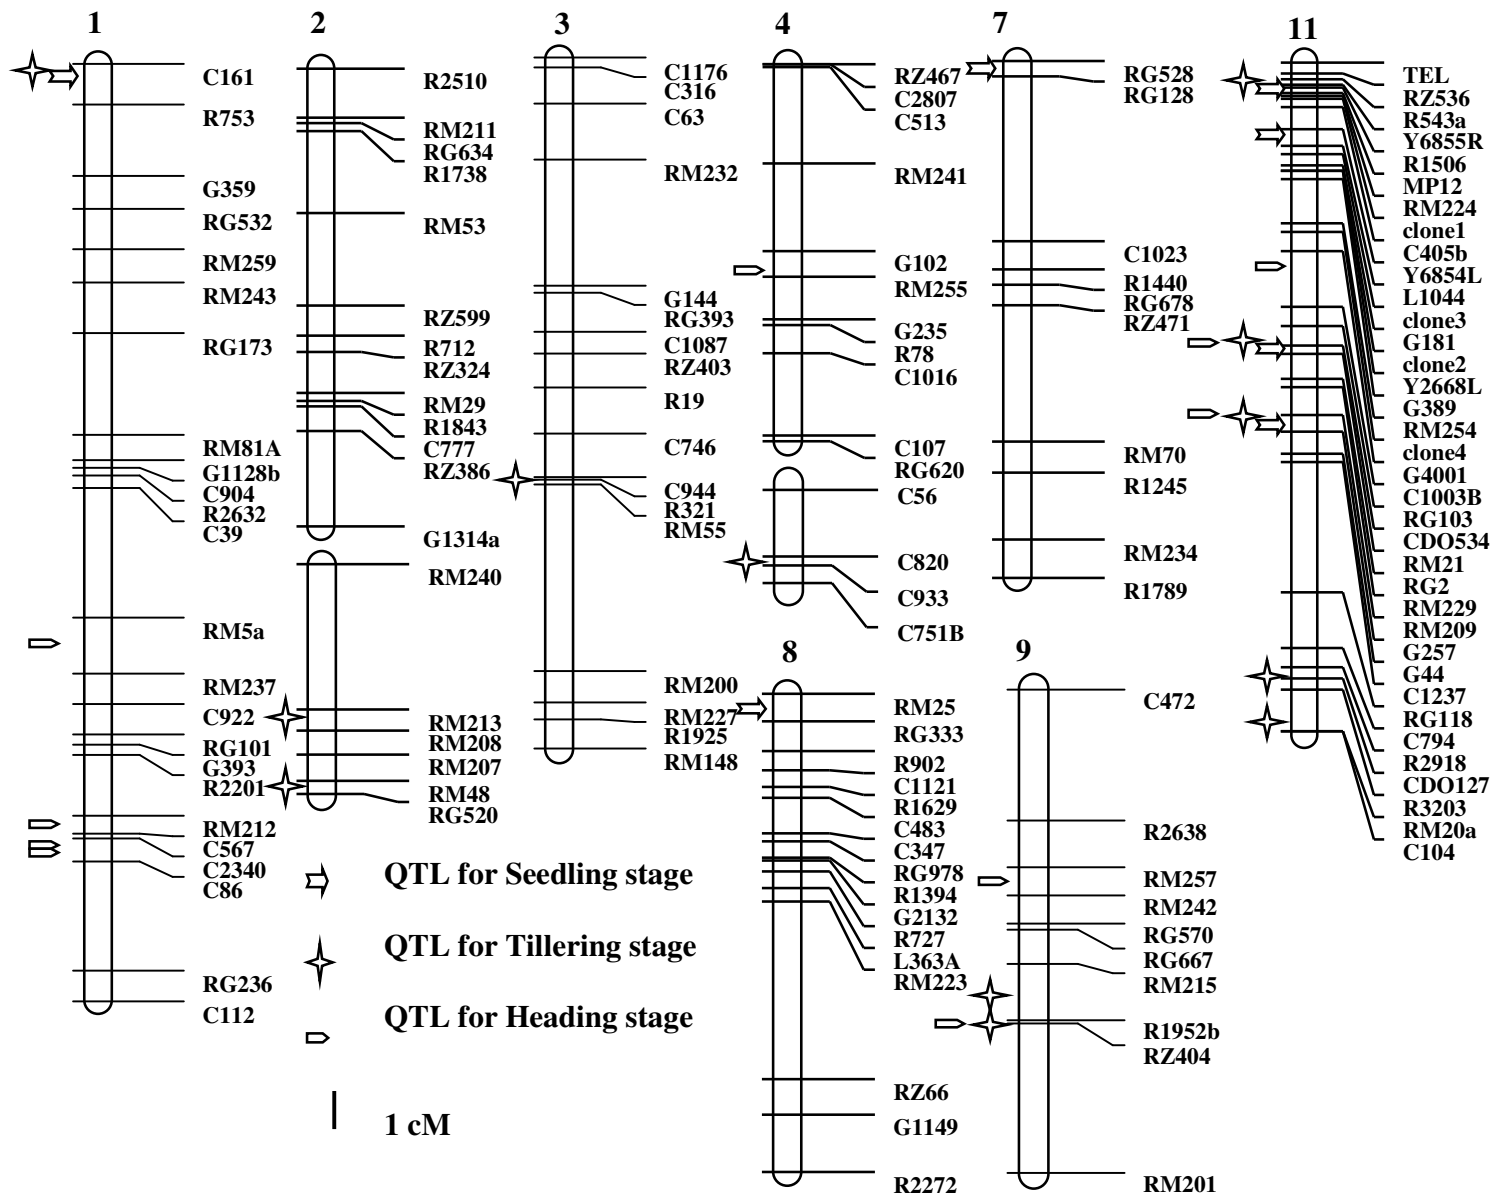 1
C161
R753
G359
RG532
RM259
RM243
RG173
RM81A
G1128b
C904
R2632
C39
RM5a
RM237
C922
RG101
G393
R2201
RM212
C567
C2340
C86
RG236
C112
2
R2510
RM211
RG634
R1738
RM53
RZ599
R712
RZ324
RM29
R1843
C777
RZ386
G1314a
RM240
RM213
RM208
RM207
RM48
RG520
3
C1176
C316
C63
RM232
G144
RG393
C1087
RZ403
R19
C746
C944
R321
RM55
RM200
RM227
R1925
RM148
4
RZ467
C2807
C513
RM241
G102
RM255
G235
R78
C1016
C107
RG620
C56
C820
C933
C751B
7
RG528
RG128
C1023
R1440
RG678
RZ471
RM70
R1245
RM234
R1789
8
RM25
RG333
R902
C1121
R1629
C483
C347
RG978
R1394
G2132
R727
L363A
RM223
RZ66
G1149
R2272
9
C472
R2638
RM257
RM242
RG570
RG667
RM215
R1952b
RZ404
RM201
11
TEL
RZ536
R543a
Y6855R
R1506
MP12
RM224
clone1
C405b
Y6854L
L1044
clone3
G181
clone2
Y2668L
G389
RM254
clone4
G4001
C1003B
RG103
CDO534
RM21
RG2
RM229
RM209
G257
G44
C1237
RG118
C794
R2918
CDO127
R3203
RM20a
C104
QTL for Seedling stage
QTL for Tillering stage
QTL for Heading stage
1 cM